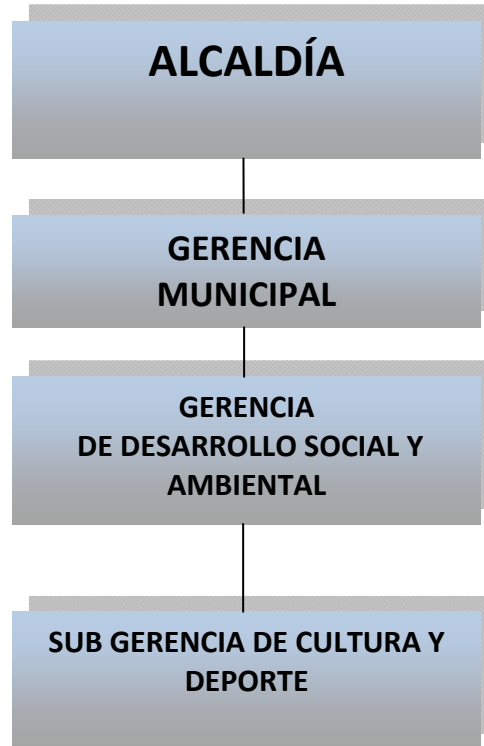 ALCALDÍA
GERENCIA
MUNICIPAL
GERENCIA
DE DESARROLLO SOCIAL Y
AMBIENTAL
SUB GERENCIA DE CULTURA Y
DEPORTE